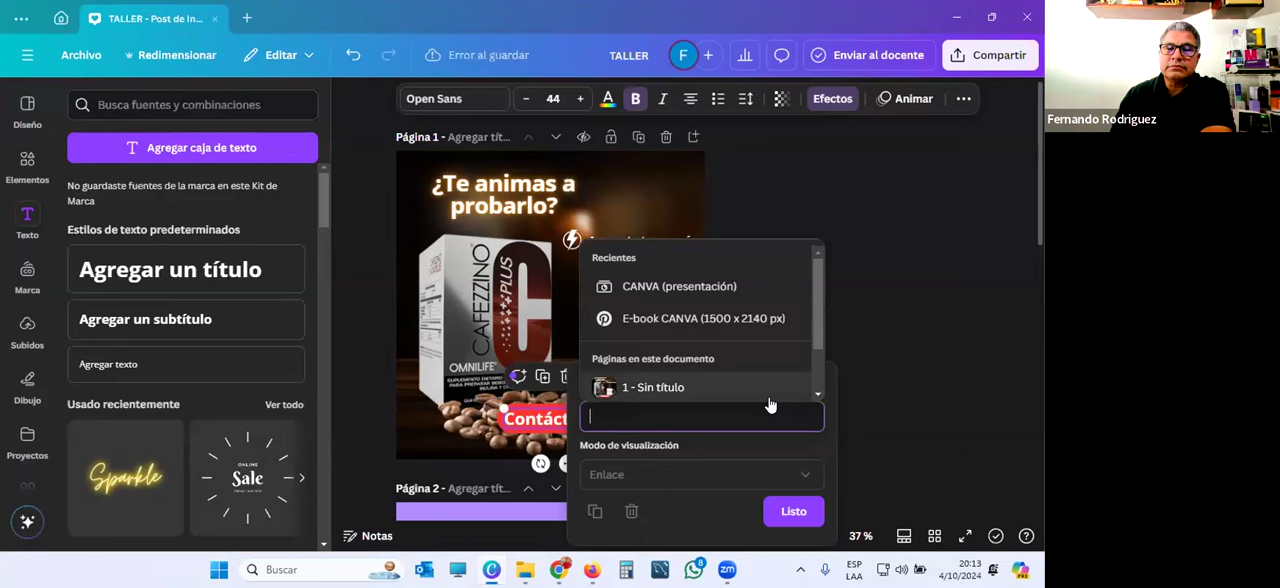 TALLER - Post de In...
Archivo
Redimensionar
Editar
Error al guardar
TALLER
F
Enviar al docente
Compartir
Diseño
Elementos
Texto
Marca
Subidos
Dibujo
Proyectos
Busca fuentes y combinaciones
Agregar caja de texto
No guardaste fuentes de la marca en este Kit de
Marca
Estilos de texto predeterminados
Agregar un título
Agregar un subtítulo
Agregar texto
Usado recientemente
Ver todo
Sparkle
ONLINE
Sale
Open Sans
- 44 +
A
B
I
Efectos
Animar
Página 1 - Agregar tít...
¿Te animas a
probarlo?
CAFEZZINO
PLUS
OMNILIFE
SUPLEMENTO DIETARIO
Contáct
Página 2 - Agregar tít...
Recientes
CANVA (presentación)
E-book CANVA (1500 x 2140 px)
Páginas en este documento
1 - Sin título
Modo de visualización
Enlace
Listo
Notas
37 %
Buscar
ESP
LAA
20:13
4/10/2024
Fernando Rodriguez